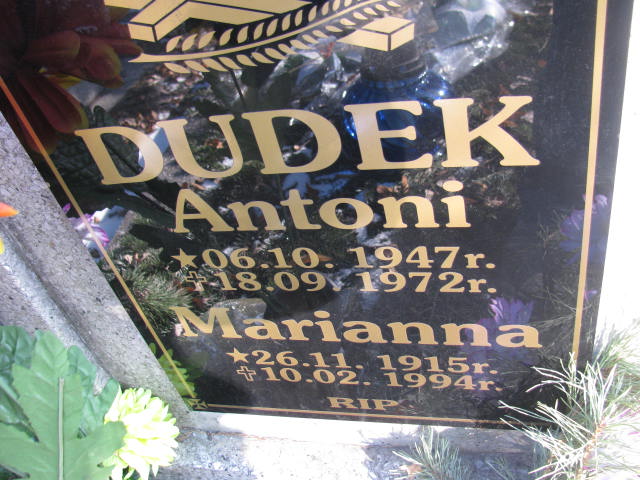 DUDEK
Antoni
★06.10. 1947r.
✝18.09. 1972r.
Marianna
★26.11. 1915r.
✝10.02. 1994r.
RIP